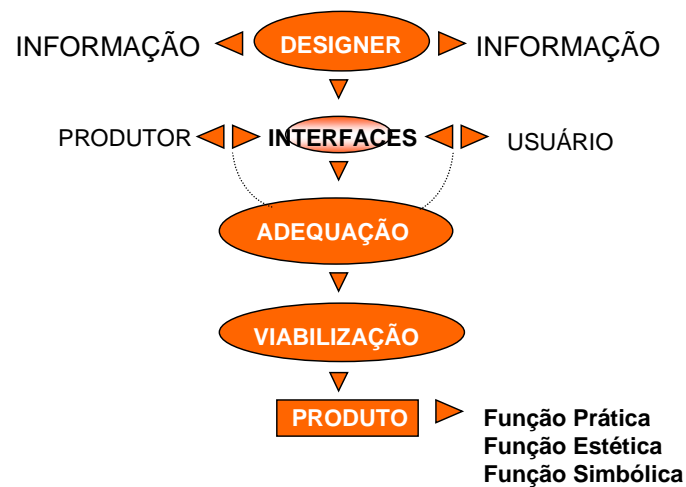 INFORMAÇÃO DESIGNER INFORMAÇÃO
PRODUTOR INTERFACES USUÁRIO
ADEQUAÇÃO
VIABILIZAÇÃO
PRODUTO Função Prática
Função Estética
Função Simbólica